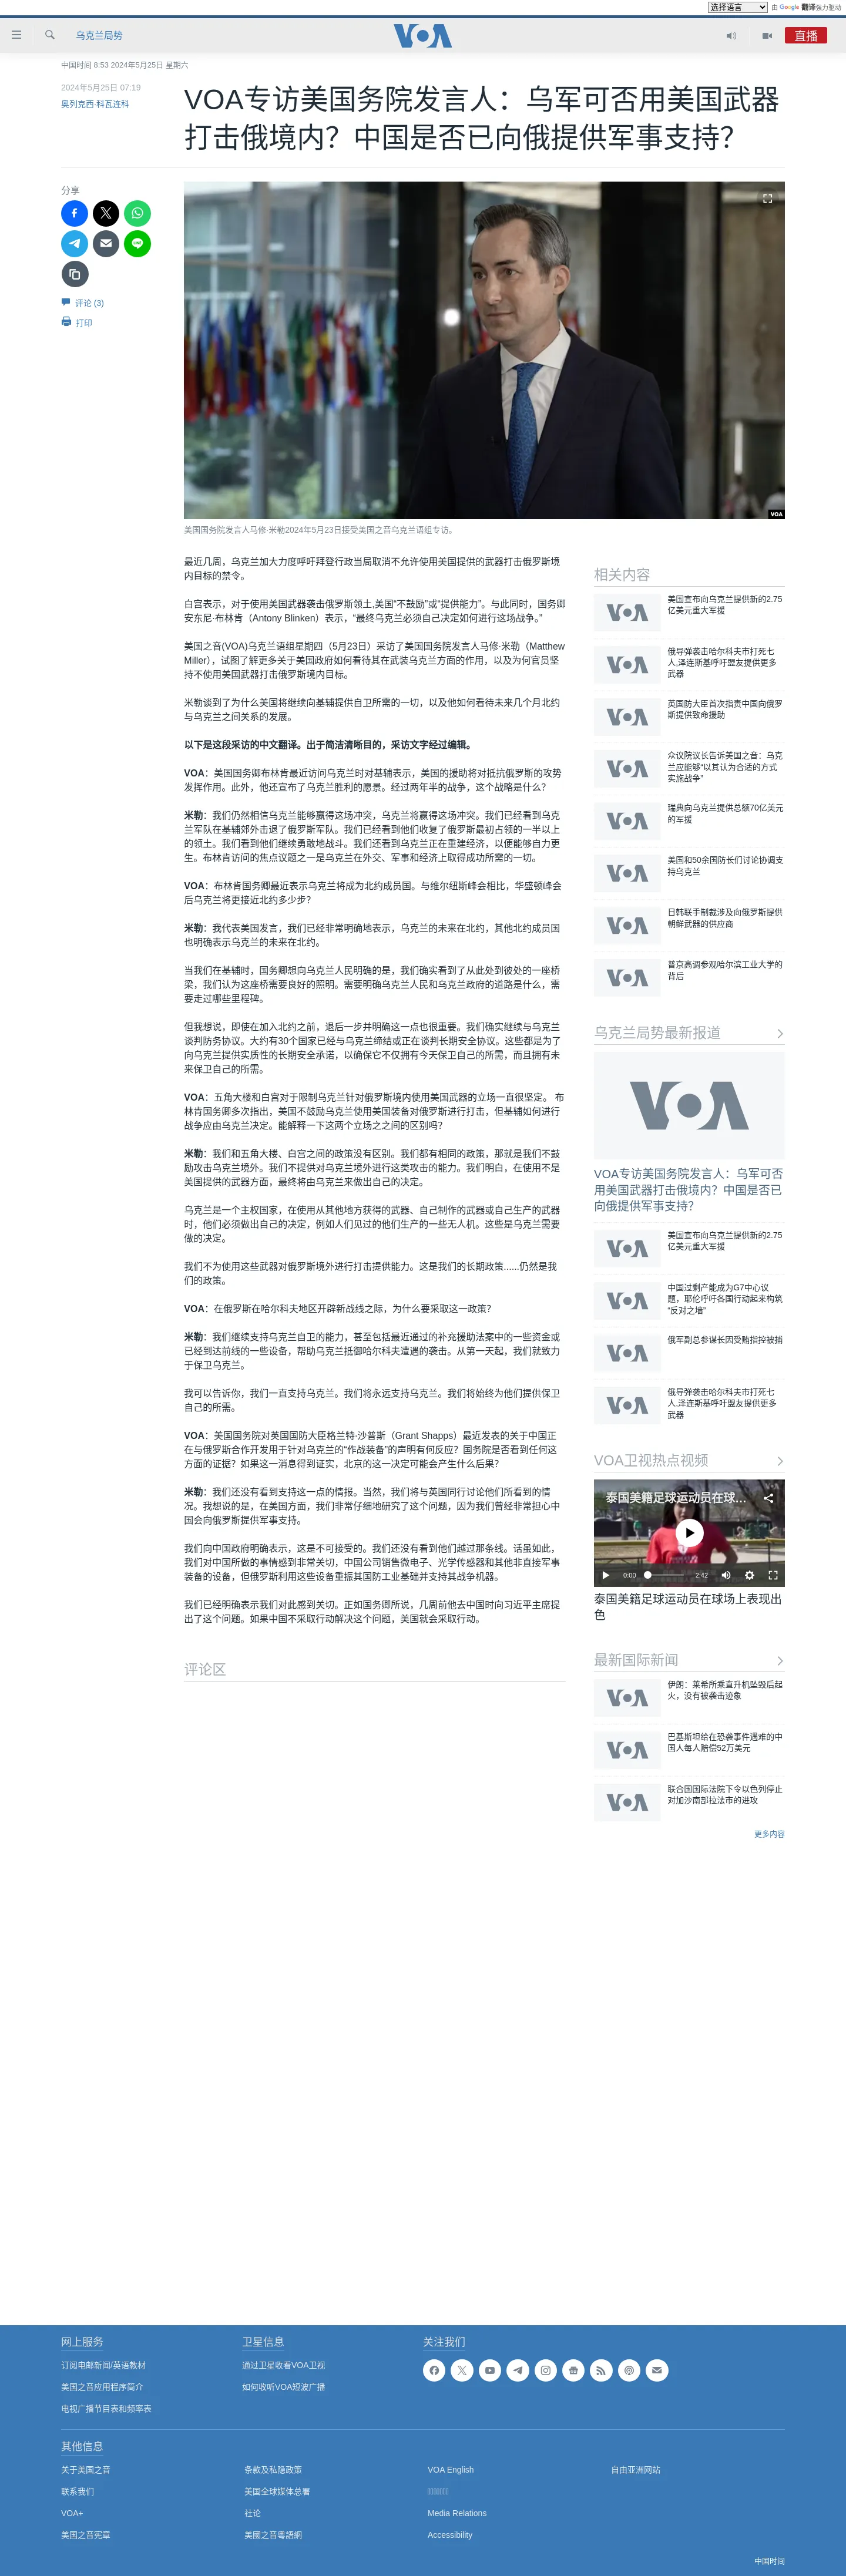 选择语言 由 Google 翻译强力驱动
乌克兰局势
VOA
直播
中国时间 8:53 2024年5月25日 星期六
2024年5月25日 07:19
奥列克西·科瓦连科
VOA专访美国务院发言人：乌军可否用美国武器
打击俄境内？中国是否已向俄提供军事支持？
分享
评论 (3)
打印
VOA
美国国务院发言人马修·米勒2024年5月23日接受美国之音乌克兰语组专访。
最近几周，乌克兰加大力度呼吁拜登行政当局取消不允许使用美国提供的武器打击俄罗斯境
内目标的禁令。
白宫表示，对于使用美国武器袭击俄罗斯领土,美国“不鼓励”或“提供能力”。与此同时，国务卿
安东尼·布林肯（Antony Blinken）表示，“最终乌克兰必须自己决定如何进行这场战争。”
美国之音(VOA)乌克兰语组星期四（5月23日）采访了美国国务院发言人马修·米勒（Matthew
Miller），试图了解更多关于美国政府如何看待其在武装乌克兰方面的作用，以及为何官员坚
持不使用美国武器打击俄罗斯境内目标。
米勒谈到了为什么美国将继续向基辅提供自卫所需的一切，以及他如何看待未来几个月北约
与乌克兰之间关系的发展。
以下是这段采访的中文翻译。出于简洁清晰目的，采访文字经过编辑。
VOA：美国国务卿布林肯最近访问乌克兰时对基辅表示，美国的援助将对抵抗俄罗斯的攻势
发挥作用。此外，他还宣布了乌克兰胜利的愿景。经过两年半的战争，这个战略是什么？
米勒：我们仍然相信乌克兰能够赢得这场冲突，乌克兰将赢得这场冲突。我们已经看到乌克
兰军队在基辅郊外击退了俄罗斯军队。我们已经看到他们收复了俄罗斯最初占领的一半以上
的领土。我们看到他们继续勇敢地战斗。我们还看到乌克兰正在重建经济，以便能够自力更
生。布林肯访问的焦点议题之一是乌克兰在外交、军事和经济上取得成功所需的一切。
VOA：布林肯国务卿最近表示乌克兰将成为北约成员国。与维尔纽斯峰会相比，华盛顿峰会
后乌克兰将更接近北约多少步？
米勒：我代表美国发言，我们已经非常明确地表示，乌克兰的未来在北约，其他北约成员国
也明确表示乌克兰的未来在北约。
当我们在基辅时，国务卿想向乌克兰人民明确的是，我们确实看到了从此处到彼处的一座桥
梁，我们认为这座桥需要良好的照明。需要明确乌克兰人民和乌克兰政府的道路是什么，需
要走过哪些里程碑。
但我想说，即使在加入北约之前，退后一步并明确这一点也很重要。我们确实继续与乌克兰
谈判防务协议。大约有30个国家已经与乌克兰缔结或正在谈判长期安全协议。这些都是为了
向乌克兰提供实质性的长期安全承诺，以确保它不仅拥有今天保卫自己的所需，而且拥有未
来保卫自己的所需。
VOA：五角大楼和白宫对于限制乌克兰针对俄罗斯境内使用美国武器的立场一直很坚定。 布
林肯国务卿多次指出，美国不鼓励乌克兰使用美国装备对俄罗斯进行打击，但基辅如何进行
战争应由乌克兰决定。能解释一下这两个立场之之间的区别吗？
米勒：我们和五角大楼、白宫之间的政策没有区别。我们都有相同的政策，那就是我们不鼓
励攻击乌克兰境外。我们不提供对乌克兰境外进行这类攻击的能力。我们明白，在使用不是
美国提供的武器方面，最终将由乌克兰来做出自己的决定。
乌克兰是一个主权国家，在使用从其他地方获得的武器、自己制作的武器或自己生产的武器
时，他们必须做出自己的决定，例如人们见过的他们生产的一些无人机。这些是乌克兰需要
做的决定。
我们不为使用这些武器对俄罗斯境外进行打击提供能力。这是我们的长期政策......仍然是我
们的政策。
VOA：在俄罗斯在哈尔科夫地区开辟新战线之际，为什么要采取这一政策？
米勒：我们继续支持乌克兰自卫的能力，甚至包括最近通过的补充援助法案中的一些资金或
已经到达前线的一些设备，帮助乌克兰抵御哈尔科夫遭遇的袭击。从第一天起，我们就致力
于保卫乌克兰。
我可以告诉你，我们一直支持乌克兰。我们将永远支持乌克兰。我们将始终为他们提供保卫
自己的所需。
VOA：美国国务院对英国国防大臣格兰特·沙普斯（Grant Shapps）最近发表的关于中国正
在与俄罗斯合作开发用于针对乌克兰的“作战装备”的声明有何反应？国务院是否看到任何这
方面的证据？如果这一消息得到证实，北京的这一决定可能会产生什么后果？
米勒：我们还没有看到支持这一点的情报。当然，我们将与英国同行讨论他们所看到的情
况。我想说的是，在美国方面，我们非常仔细地研究了这个问题，因为我们曾经非常担心中
国会向俄罗斯提供军事支持。
我们向中国政府明确表示，这是不可接受的。我们还没有看到他们越过那条线。话虽如此，
我们对中国所做的事情感到非常关切，中国公司销售微电子、光学传感器和其他非直接军事
装备的设备，但俄罗斯利用这些设备重振其国防工业基础并支持其战争机器。
我们已经明确表示我们对此感到关切。正如国务卿所说，几周前他去中国时向习近平主席提
出了这个问题。如果中国不采取行动解决这个问题，美国就会采取行动。
评论区
相关内容
VOA
美国宣布向乌克兰提供新的2.75
亿美元重大军援
VOA
俄导弹袭击哈尔科夫市打死七
人,泽连斯基呼吁盟友提供更多
武器
VOA
英国防大臣首次指责中国向俄罗
斯提供致命援助
VOA
众议院议长告诉美国之音：乌克
兰应能够“以其认为合适的方式
实施战争”
VOA
瑞典向乌克兰提供总额70亿美元
的军援
VOA
美国和50余国防长们讨论协调支
持乌克兰
VOA
日韩联手制裁涉及向俄罗斯提供
朝鲜武器的供应商
VOA
普京高调参观哈尔滨工业大学的
背后
乌克兰局势最新报道
VOA
VOA专访美国务院发言人：乌军可否
用美国武器打击俄境内？中国是否已
向俄提供军事支持？
VOA
美国宣布向乌克兰提供新的2.75
亿美元重大军援
VOA
中国过剩产能成为G7中心议
题，耶伦呼吁各国行动起来构筑
“反对之墙”
VOA
俄军副总参谋长因受贿指控被捕
VOA
俄导弹袭击哈尔科夫市打死七
人,泽连斯基呼吁盟友提供更多
武器
VOA卫视热点视频
泰国美籍足球运动员在球...
0:00 2:42
泰国美籍足球运动员在球场上表现出
色
最新国际新闻
VOA
伊朗：莱希所乘直升机坠毁后起
火，没有被袭击迹象
VOA
巴基斯坦给在恐袭事件遇难的中
国人每人赔偿52万美元
VOA
联合国国际法院下令以色列停止
对加沙南部拉法市的进攻
更多内容
网上服务
订阅电邮新闻/英语教材
美国之音应用程序简介
电视广播节目表和频率表
卫星信息
通过卫星收看VOA卫视
如何收听VOA短波广播
关注我们
其他信息
关于美国之音
联系我们
VOA+
美国之音宪章
条款及私隐政策
美国全球媒体总署
社论
美國之音粵語網
VOA English
Media Relations
Accessibility
自由亚洲网站
中国时间